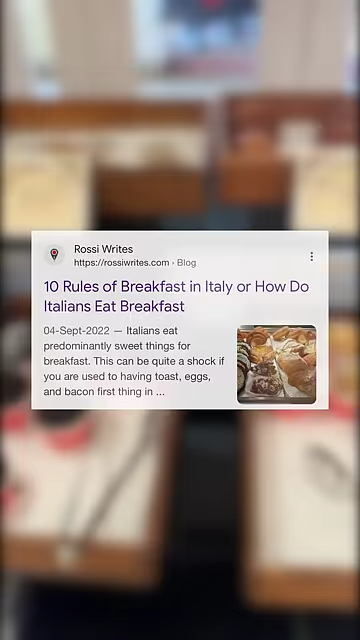 Rossi Writes
https://rossiwrites.com › Blog
10 Rules of Breakfast in Italy or How Do
Italians Eat Breakfast
04-Sept-2022 — Italians eat
predominantly sweet things for
breakfast. This can be quite a shock if
you are used to having toast, eggs,
and bacon first thing in ...